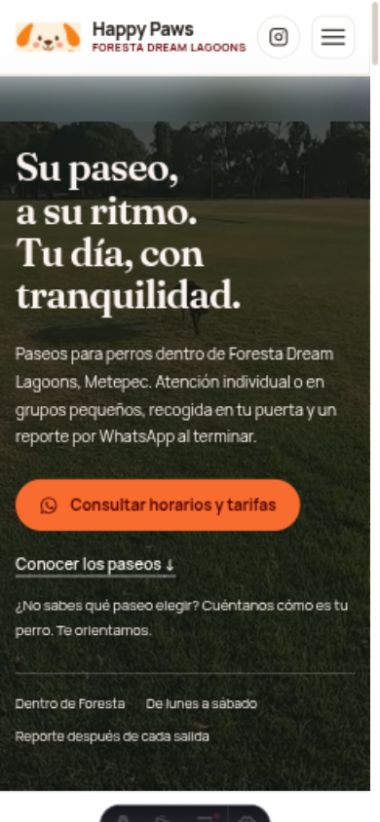 Happy Paws
FORESTA DREAM LAGOONS
Su paseo,
a su ritmo.
Tu día, con
tranquilidad.
Paseos para perros dentro de Foresta Dream
Lagoons, Metepec. Atención individual o en
grupos pequeños, recogida en tu puerta y un
reporte por WhatsApp al terminar.
Consultar horarios y tarifas
Conocer los paseos ↓
¿No sabes qué paseo elegir? Cuéntanos cómo es tu
perro. Te orientamos.
Dentro de Foresta De lunes a sábado
Reporte después de cada salida